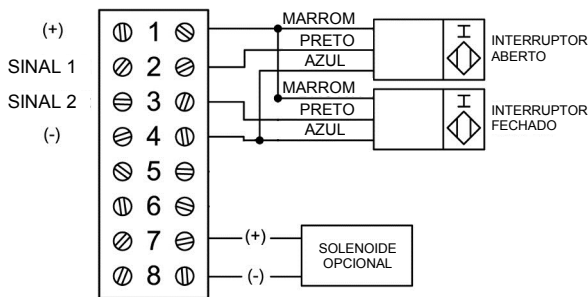 MARROM
(+) 1 PRETO INTERRUPTOR ABERTO
SINAL 1 2 AZUL
MARROM
SINAL 2 3 PRETO INTERRUPTOR FECHADO
(-) 4 AZUL
5
6
7 (+) SOLENOIDE OPCIONAL
8 (-)